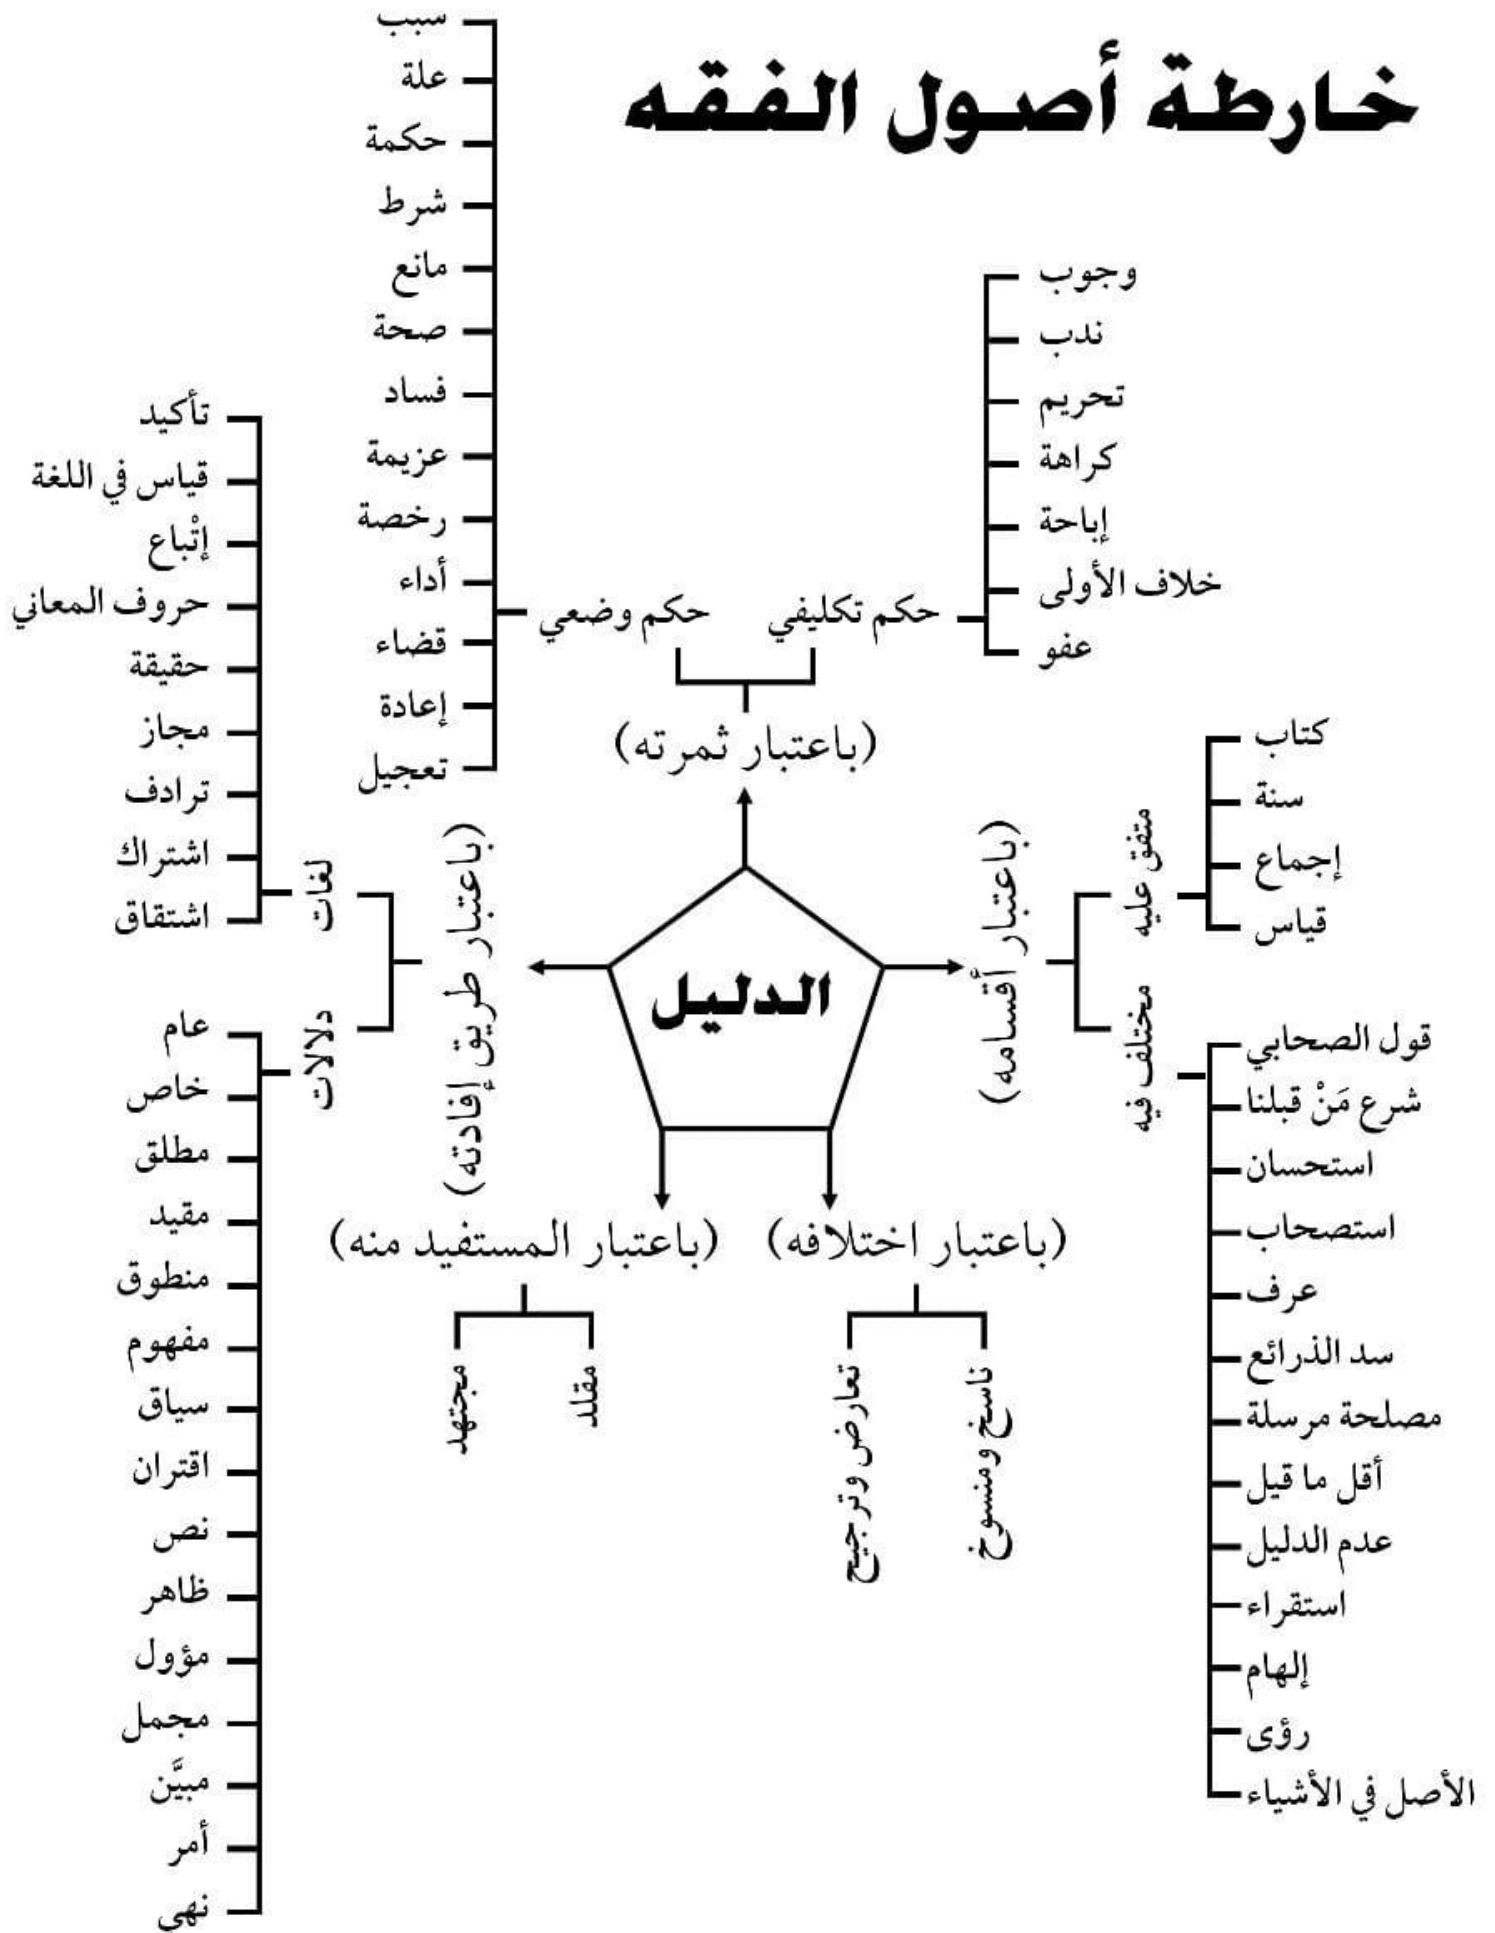 خارطة أصول الفقه
الدليل
(باعتبار ثمرته)
حكم تكليفي
وجوب
ندب
تحريم
كراهة
إباحة
خلاف الأولى
عفو
حكم وضعي
سبب
علة
حكمة
شرط
مانع
صحة
فساد
عزيمة
رخصة
أداء
قضاء
إعادة
تعجيل
(باعتبار أقسامه)
متفق عليه
كتاب
سنة
إجماع
قياس
مختلف فيه
قول الصحابي
شرع مَنْ قبلنا
استحسان
استصحاب
عرف
سد الذرائع
مصلحة مرسلة
أقل ما قيل
عدم الدليل
استقراء
إلهام
رؤى
الأصل في الأشياء
(باعتبار اختلافه)
ناسخ ومنسوخ
تعارض وترجيح
(باعتبار المستفيد منه)
مقلد
مجتهد
(باعتبار طريق إفادته)
لغات
تأكيد
قياس في اللغة
إتْباع
حروف المعاني
حقيقة
مجاز
ترادف
اشتراك
اشتقاق
دلالات
عام
خاص
مطلق
مقيد
منطوق
مفهوم
سياق
اقتران
نص
ظاهر
مؤول
مجمل
مبيَّن
أمر
نهي